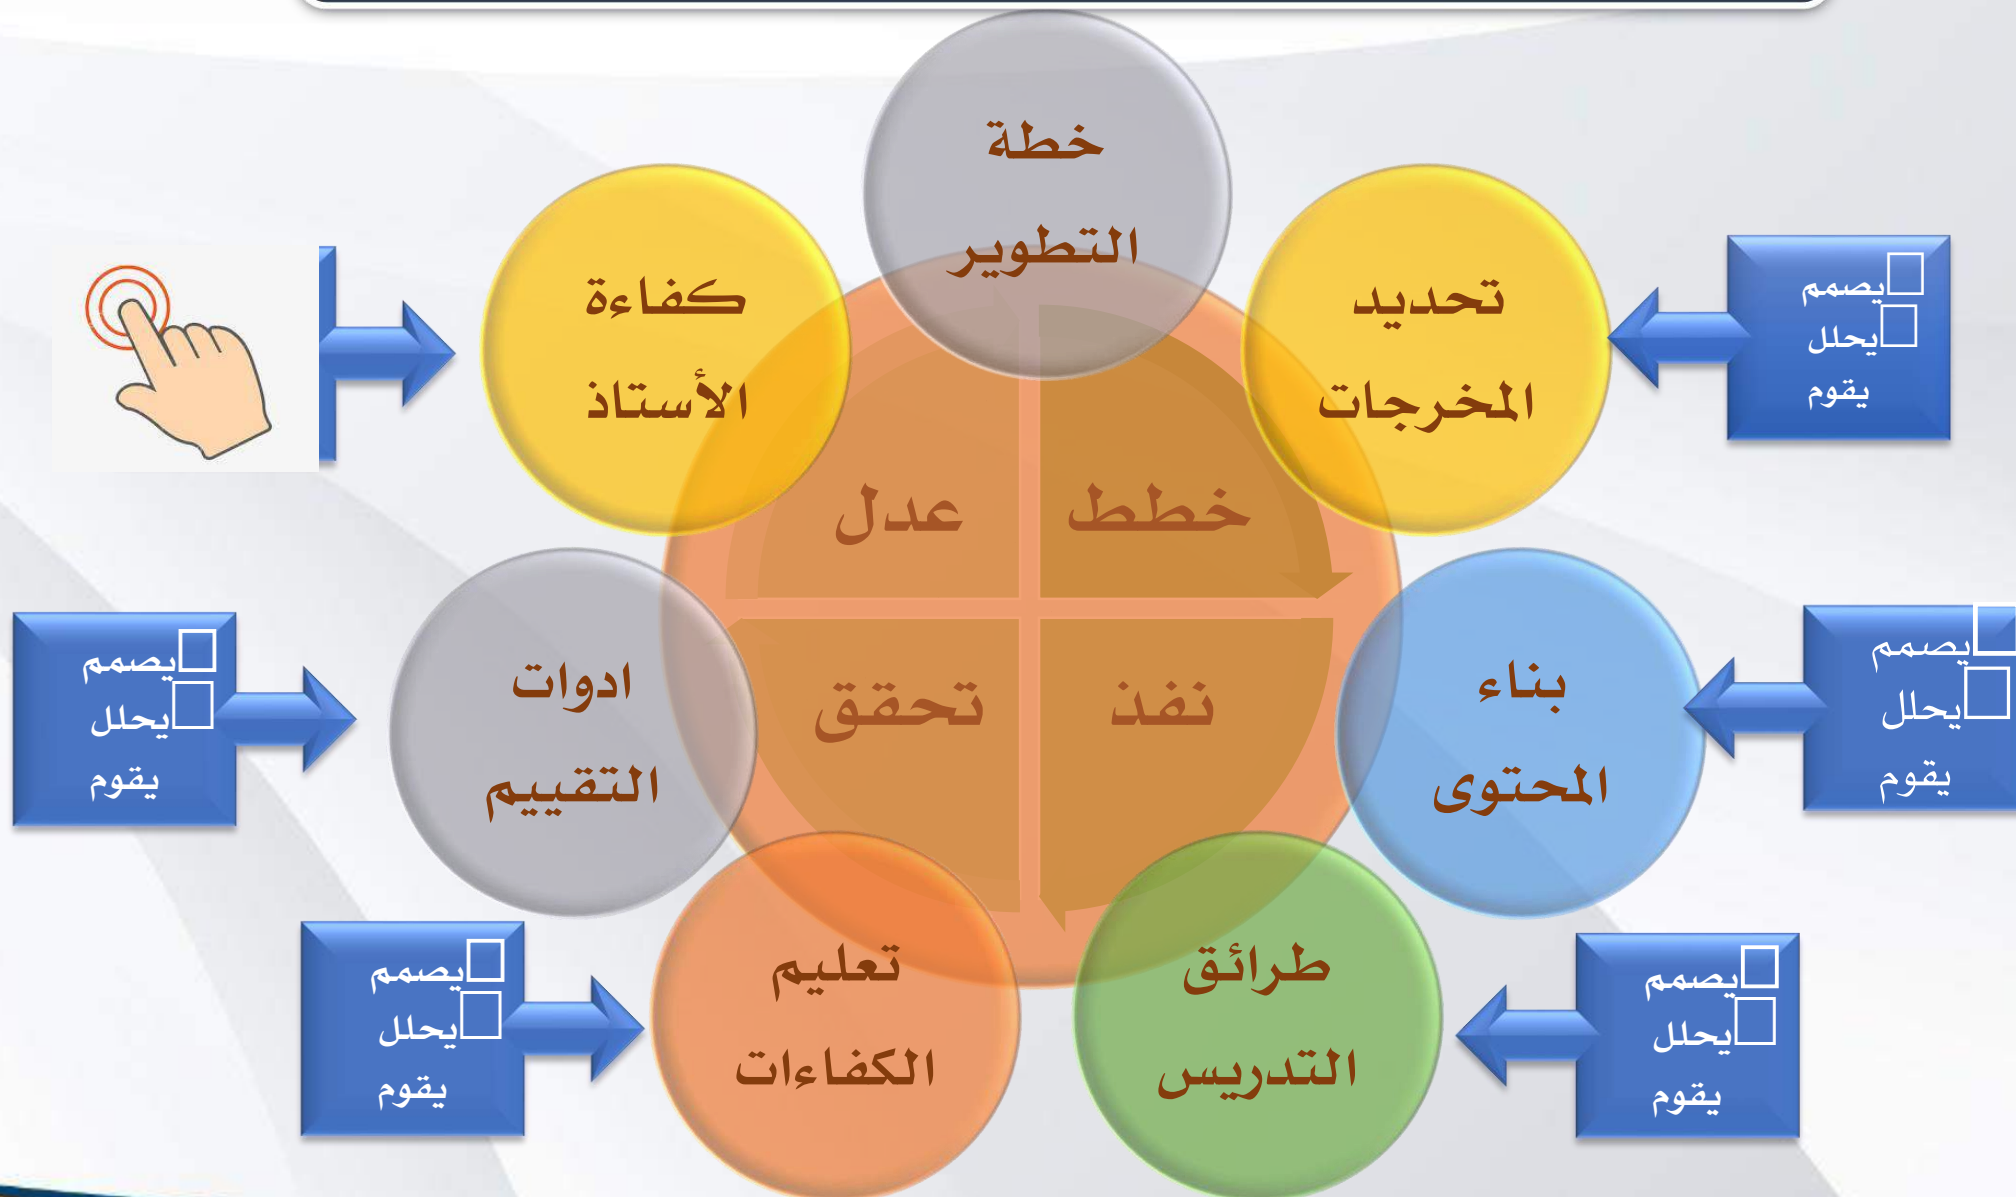 خطة
التطوير
تحديد
المخرجات
يصمم
يحلل
يقوم
كفاءة
الأستاذ
خطط
عدل
نفذ
تحقق
بناء
المحتوى
يصمم
يحلل
يقوم
ادوات
التقييم
يصمم
يحلل
يقوم
طرائق
التدريس
يصمم
يحلل
يقوم
تعليم
الكفاءات
يصمم
يحلل
يقوم